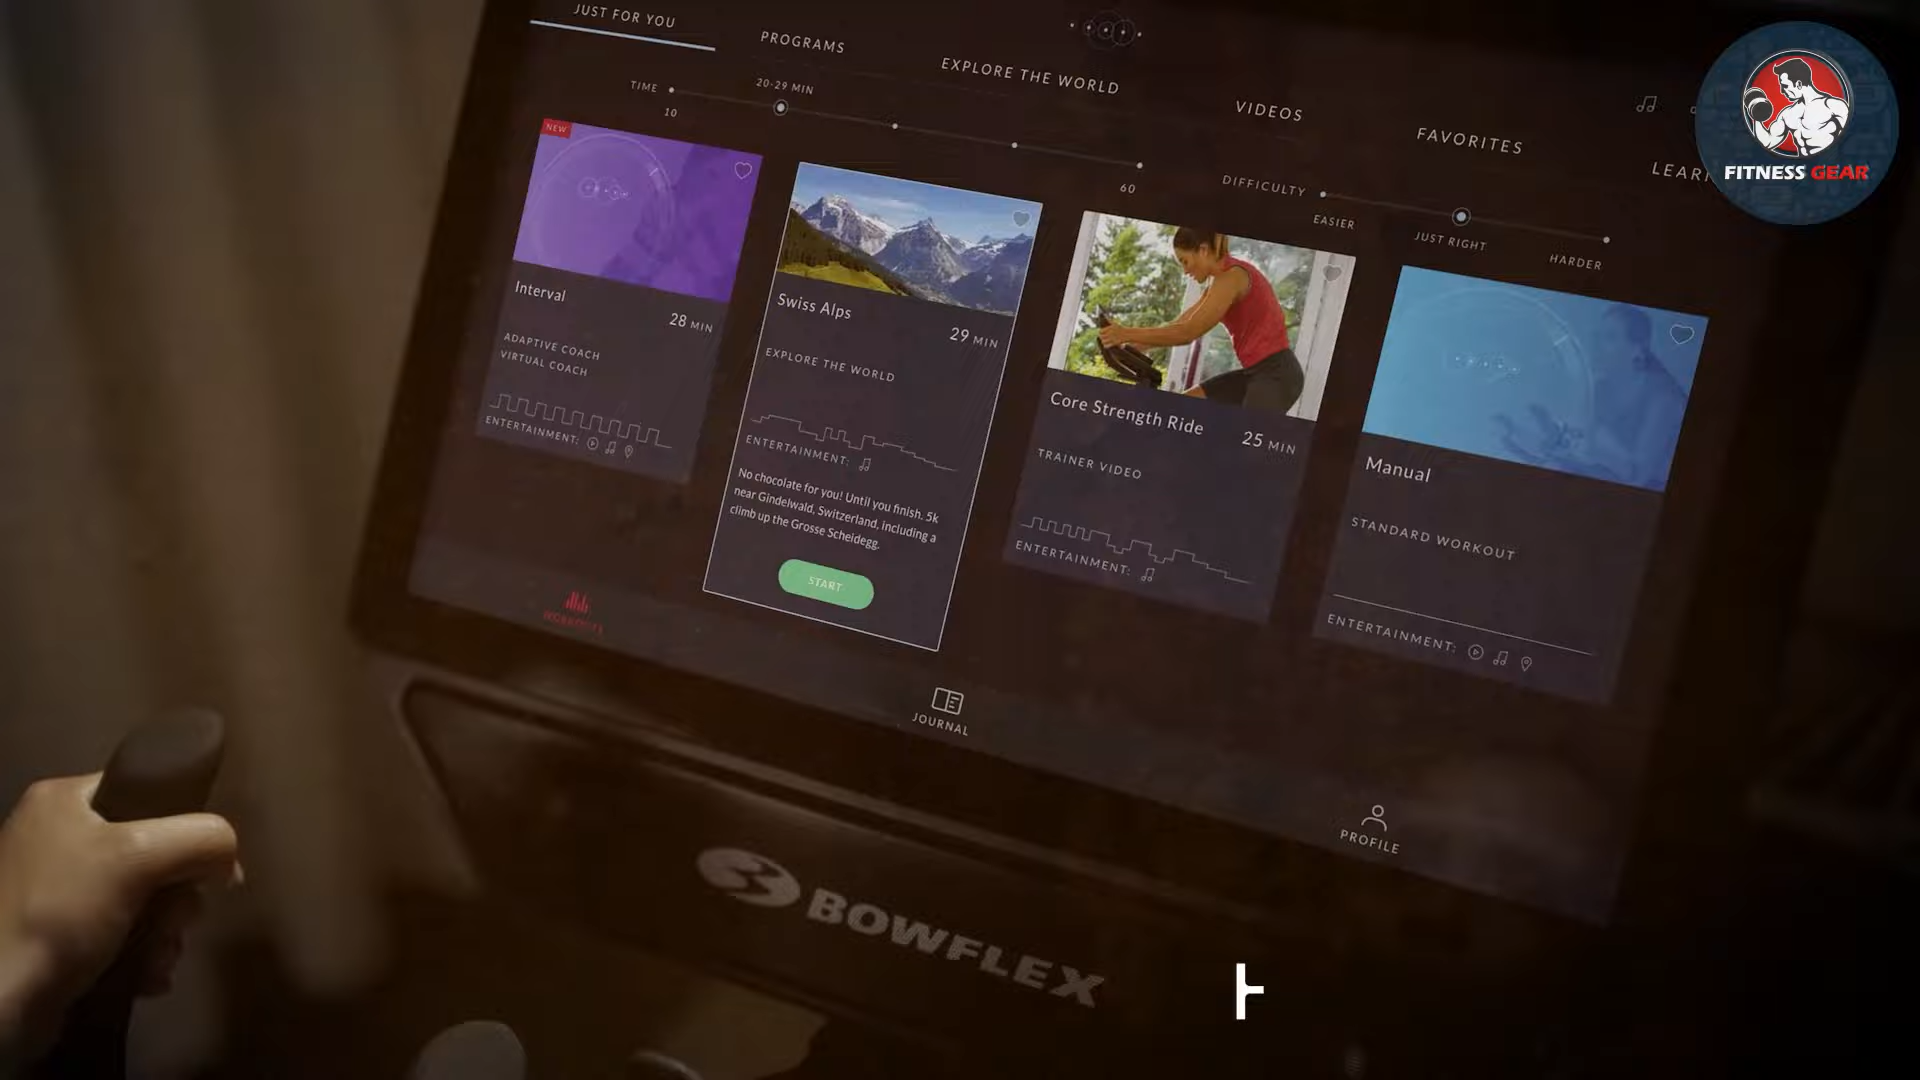 JUST FOR YOU
PROGRAMS
EXPLORE THE WORLD
VIDEOS
FAVORITES
TIME
20-29 MIN
10
60
DIFFICULTY
EASIER
JUST RIGHT
HARDER
FITNESS GEAR
NEW
Interval
28 MIN
ADAPTIVE COACH
VIRTUAL COACH
ENTERTAINMENT:
Swiss Alps
29 MIN
EXPLORE THE WORLD
ENTERTAINMENT:
No chocolate for you! Until you finish. 5k
near Gindelwald, Switzerland, including a
climb up the Grosse Scheidegg.
START
Core Strength Ride
25 MIN
TRAINER VIDEO
ENTERTAINMENT:
Manual
STANDARD WORKOUT
ENTERTAINMENT:
WORKOUTS
JOURNAL
PROFILE
BOWFLEX